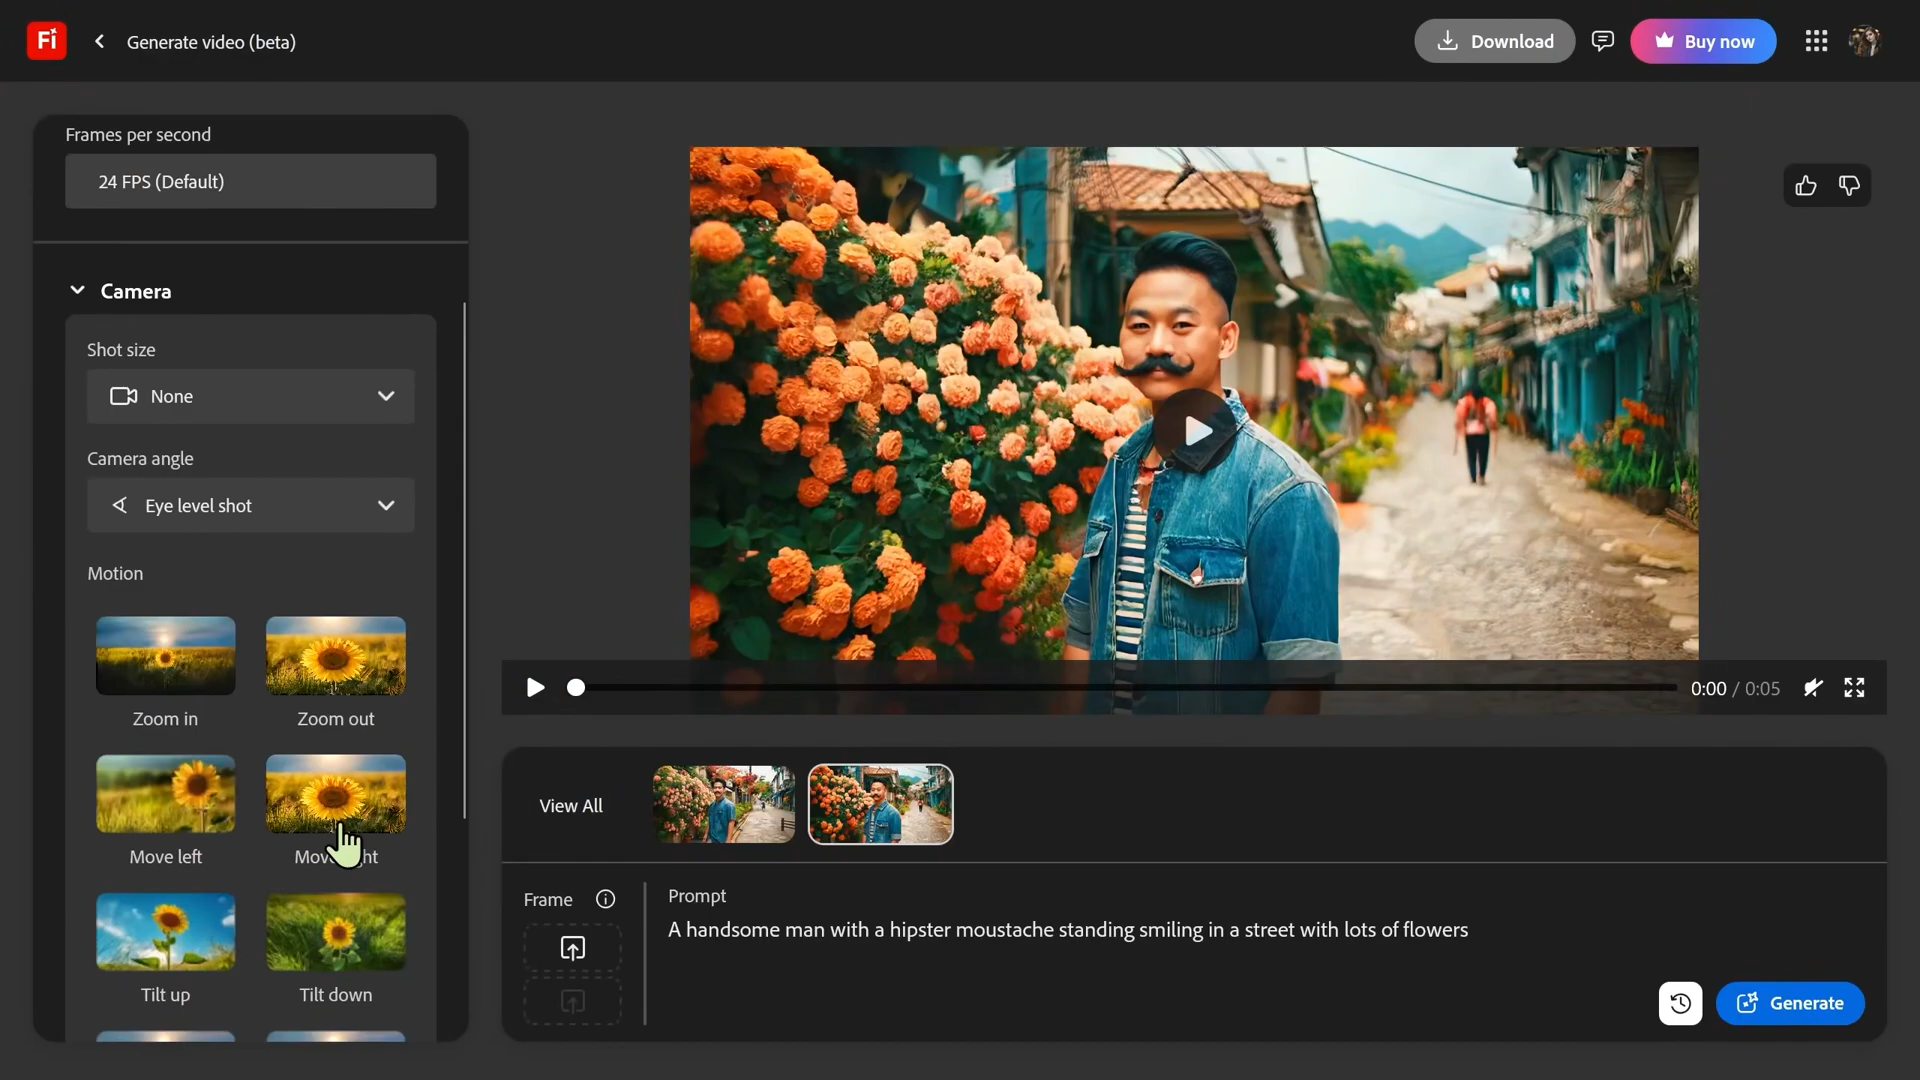 Fi
Generate video (beta)
Download
Buy now
Frames per second
24 FPS (Default)
Camera
Shot size
None
Camera angle
Eye level shot
Motion
Zoom in
Zoom out
Move left
Tilt up
Tilt down
0:00 / 0:05
View All
Frame
Prompt
A handsome man with a hipster moustache standing smiling in a street with lots of flowers
Generate